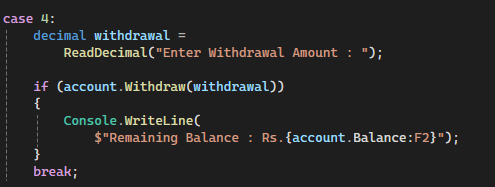 case 4:
decimal withdrawal =
ReadDecimal("Enter Withdrawal Amount : ");
if (account.Withdraw(withdrawal))
{
Console.WriteLine(
$"Remaining Balance : Rs.{account.Balance:F2}");
}
break;